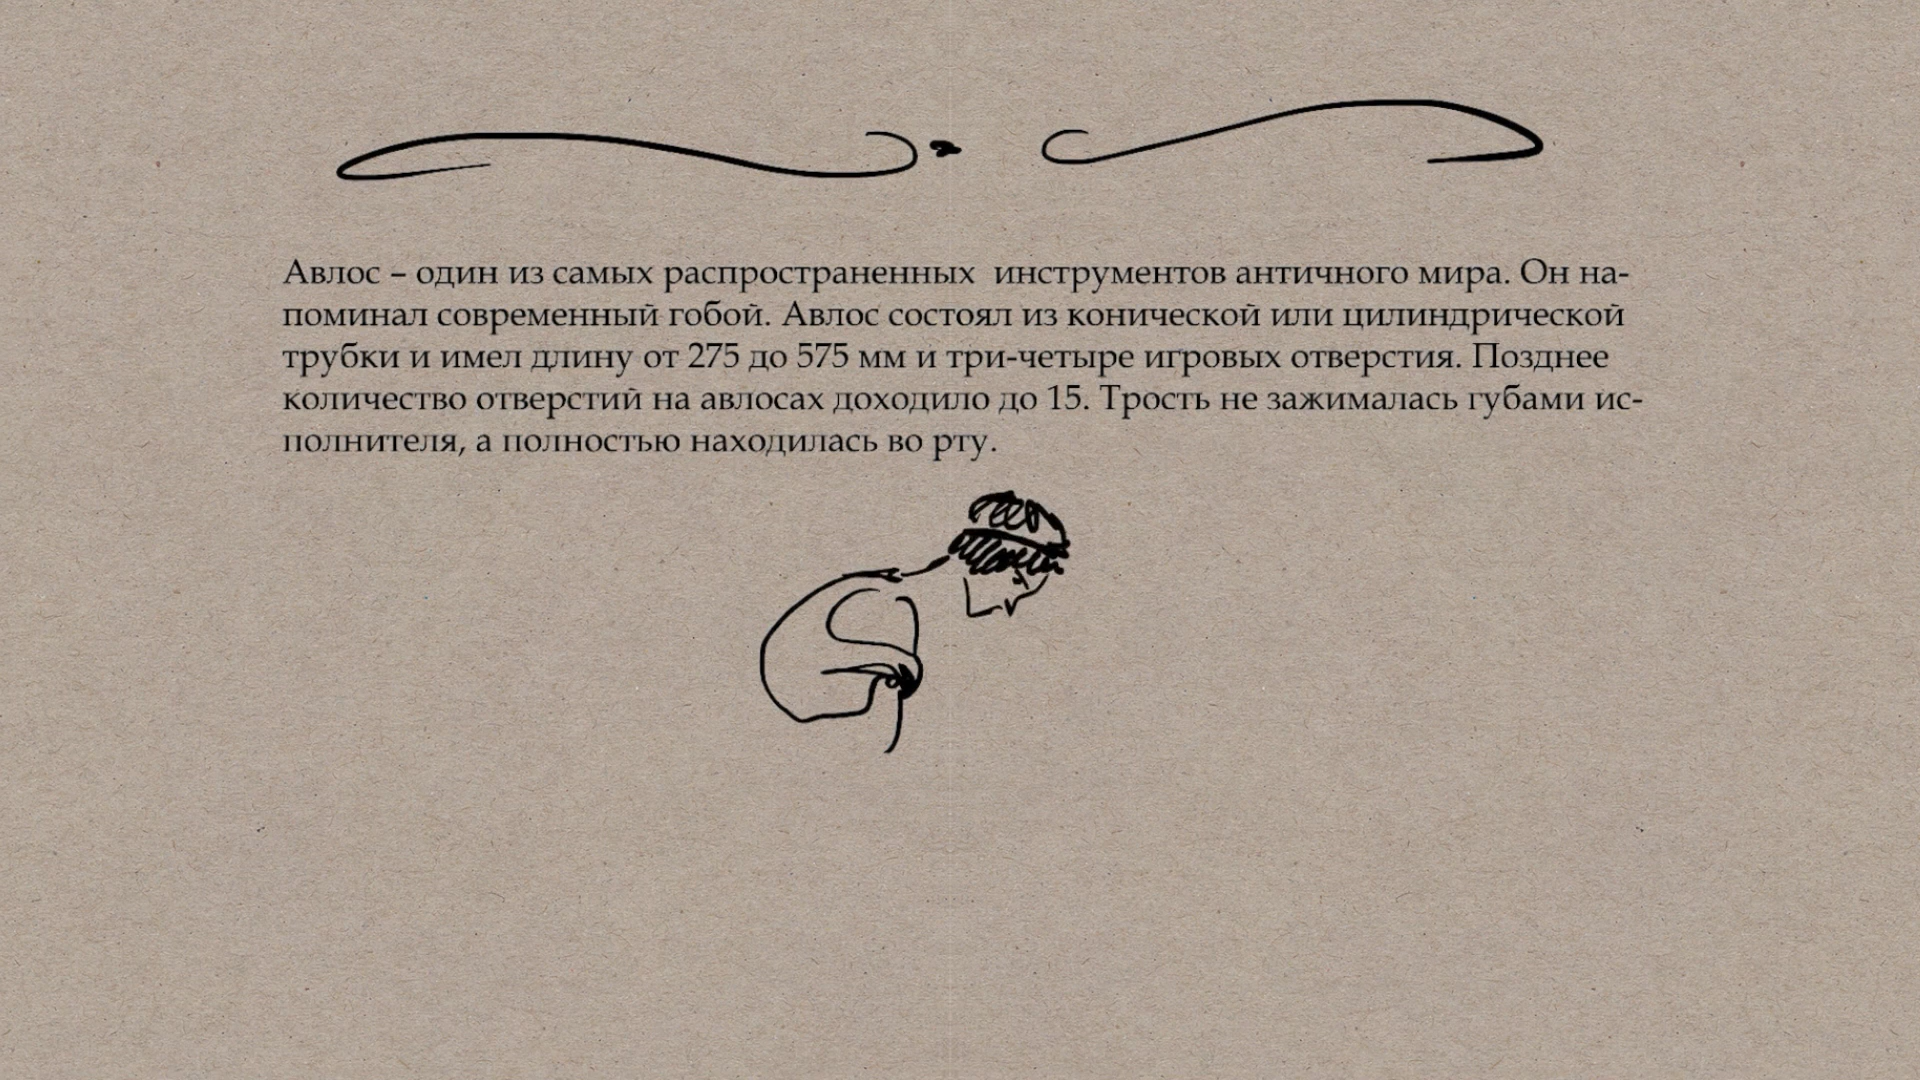 Авлос – один из самых распространенных  инструментов античного мира. Он на-
поминал современный гобой. Авлос состоял из конической или цилиндрической
трубки и имел длину от 275 до 575 мм и три-четыре игровых отверстия. Позднее
количество отверстий на авлосах доходило до 15. Трость не зажималась губами ис-
полнителя, а полностью находилась во рту.